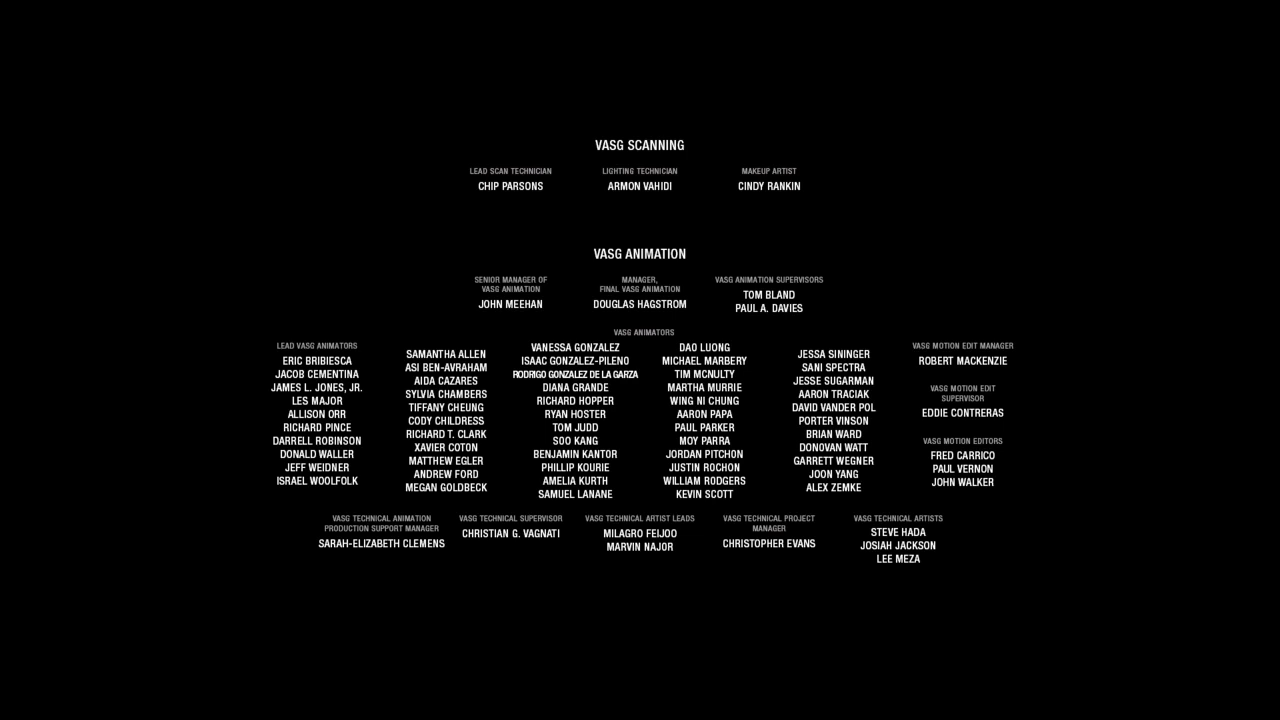 VASG SCANNING
LEAD SCAN TECHNICIAN
CHIP PARSONS
LIGHTING TECHNICIAN
ARMON VAHIDI
MAKEUP ARTIST
CINDY RANKIN
VASG ANIMATION
SENIOR MANAGER OF
VASG ANIMATION
JOHN MEEHAN
MANAGER,
FINAL VASG ANIMATION
DOUGLAS HAGSTROM
VASG ANIMATION SUPERVISORS
TOM BLAND
PAUL A. DAVIES
LEAD VASG ANIMATORS
ERIC BRIBIESCA
JACOB CEMENTINA
JAMES L. JONES, JR.
LES MAJOR
ALLISON ORR
RICHARD PINCE
DARRELL ROBINSON
DONALD WALLER
JEFF WEIDNER
ISRAEL WOOLFOLK
VASG ANIMATORS
SAMANTHA ALLEN
ASI BEN-AVRAHAM
AIDA CAZARES
SYLVIA CHAMBERS
TIFFANY CHEUNG
CODY CHILDRESS
RICHARD T. CLARK
XAVIER COTON
MATTHEW EGLER
ANDREW FORD
MEGAN GOLDBECK
VANESSA GONZALEZ
ISAAC GONZALEZ-PILENO
RODRIGO GONZALEZ DE LA GARZA
DIANA GRANDE
RICHARD HOPPER
RYAN HOSTER
TOM JUDD
SOO KANG
BENJAMIN KANTOR
PHILLIP KOURIE
AMELIA KURTH
SAMUEL LANANE
DAO LUONG
MICHAEL MARBERY
TIM MCNULTY
MARTHA MURRIE
WING NI CHUNG
AARON PAPA
PAUL PARKER
MOY PARRA
JORDAN PITCHON
JUSTIN ROCHON
WILLIAM RODGERS
KEVIN SCOTT
JESSA SININGER
SANI SPECTRA
JESSE SUGARMAN
AARON TRACIAK
DAVID VANDER POL
PORTER VINSON
BRIAN WARD
DONOVAN WATT
GARRETT WEGNER
JOON YANG
ALEX ZEMKE
VASG MOTION EDIT MANAGER
ROBERT MACKENZIE
VASG MOTION EDIT
SUPERVISOR
EDDIE CONTRERAS
VASG MOTION EDITORS
FRED CARRICO
PAUL VERNON
JOHN WALKER
VASG TECHNICAL ANIMATION
PRODUCTION SUPPORT MANAGER
SARAH-ELIZABETH CLEMENS
VASG TECHNICAL SUPERVISOR
CHRISTIAN G. VAGNATI
VASG TECHNICAL ARTIST LEADS
MILAGRO FEIJOO
MARVIN NAJOR
VASG TECHNICAL PROJECT
MANAGER
CHRISTOPHER EVANS
VASG TECHNICAL ARTISTS
STEVE HADA
JOSIAH JACKSON
LEE MEZA